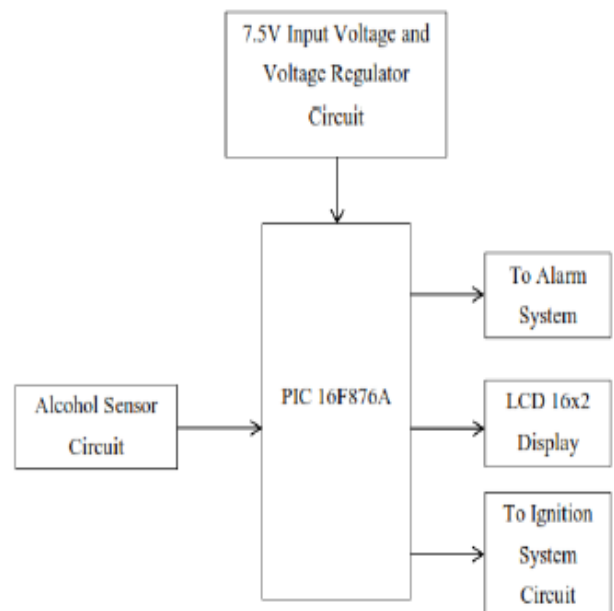 7.5V Input Voltage and
Voltage Regulator
Circuit
To Alarm
System
PIC 16F876A
Alcohol Sensor
Circuit
LCD 16x2
Display
To Ignition
System
Circuit